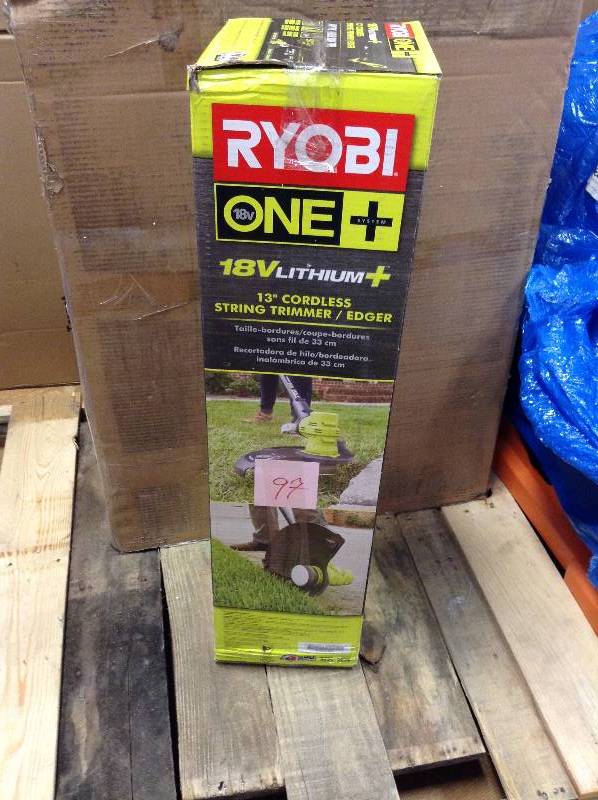 RYOBI
18V ONE+
SYSTEM
18V LITHIUM+
13" CORDLESS
STRING TRIMMER / EDGER
Taille-bordures/coupe-bordures
sans fil de 33 cm
Recortadora de hilo/bordeadora
inalámbrica de 33 cm
97